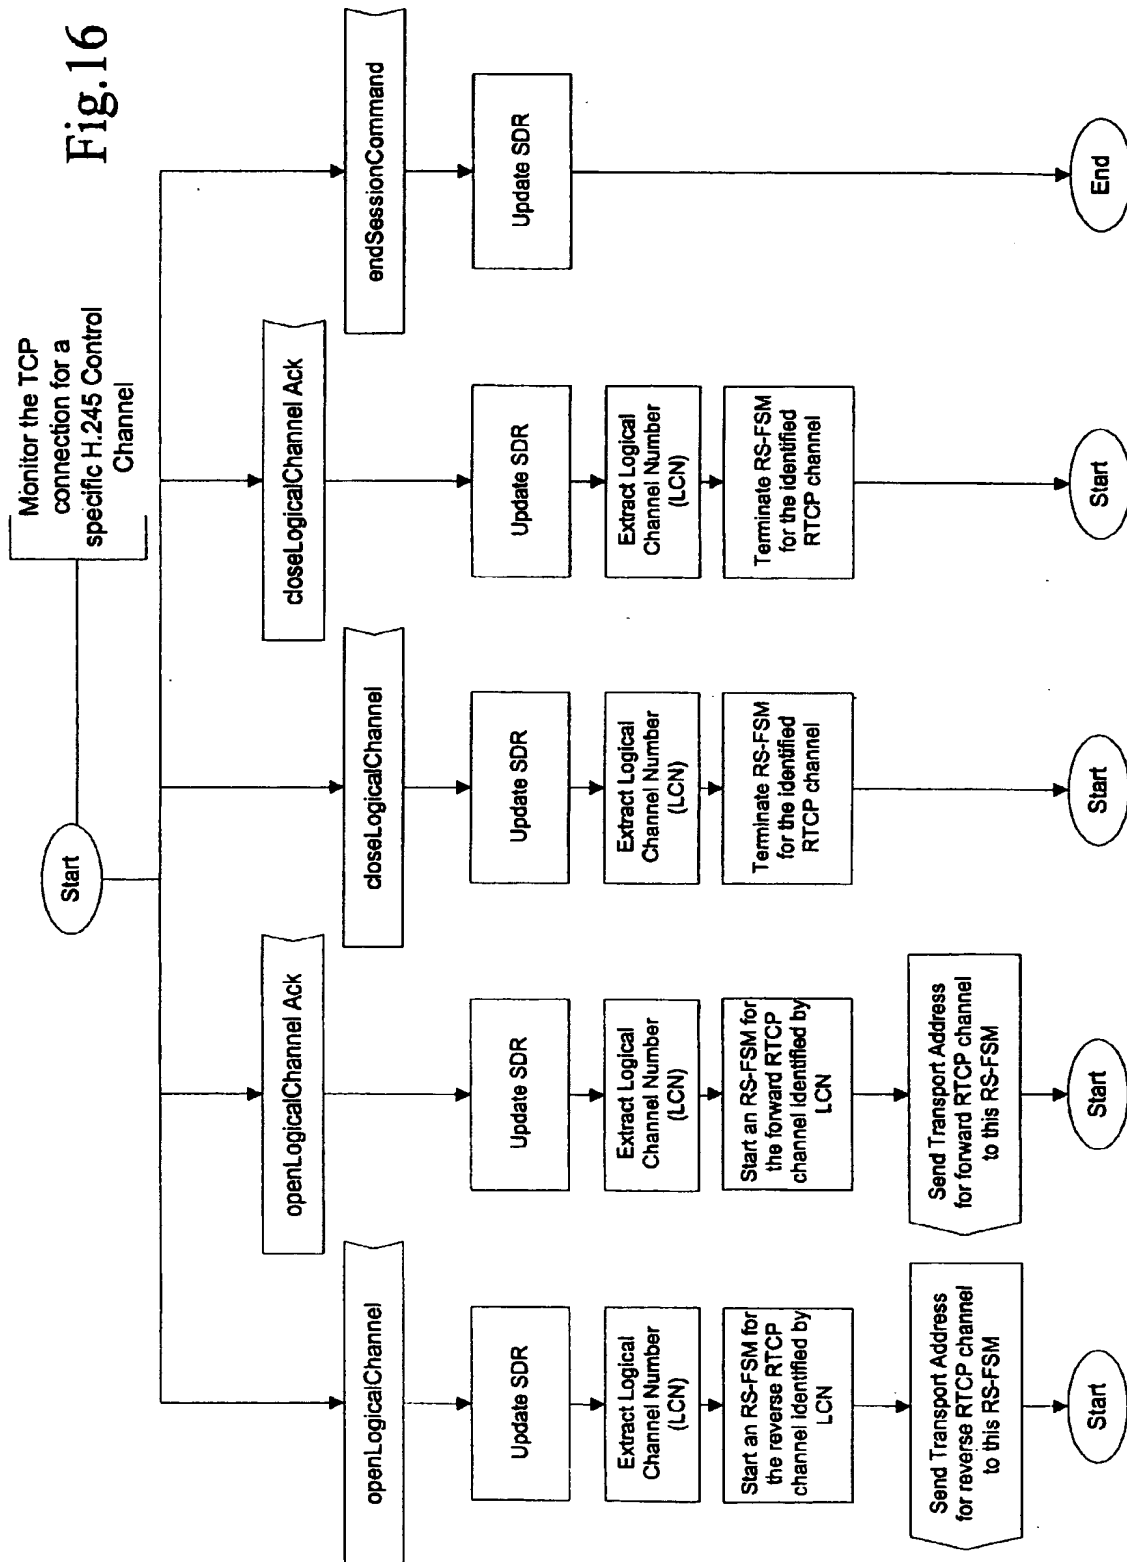 Fig.16
Monitor the TCP
connection for a
specific H.245 Control
Channel
Start
openLogicalChannel
Update SDR
Extract Logical
Channel Number
(LCN)
Start an RS-FSM for
the reverse RTCP
channel identified by
LCN
Send Transport Address
for reverse RTCP channel
to this RS-FSM
Start
openLogicalChannel Ack
Update SDR
Extract Logical
Channel Number
(LCN)
Start an RS-FSM for
the forward RTCP
channel identified by
LCN
Send Transport Address
for forward RTCP channel
to this RS-FSM
Start
closeLogicalChannel
Update SDR
Extract Logical
Channel Number
(LCN)
Terminate RS-FSM
for the identified
RTCP channel
Start
closeLogicalChannel Ack
Update SDR
Extract Logical
Channel Number
(LCN)
Terminate RS-FSM
for the identified
RTCP channel
Start
endSessionCommand
Update SDR
End